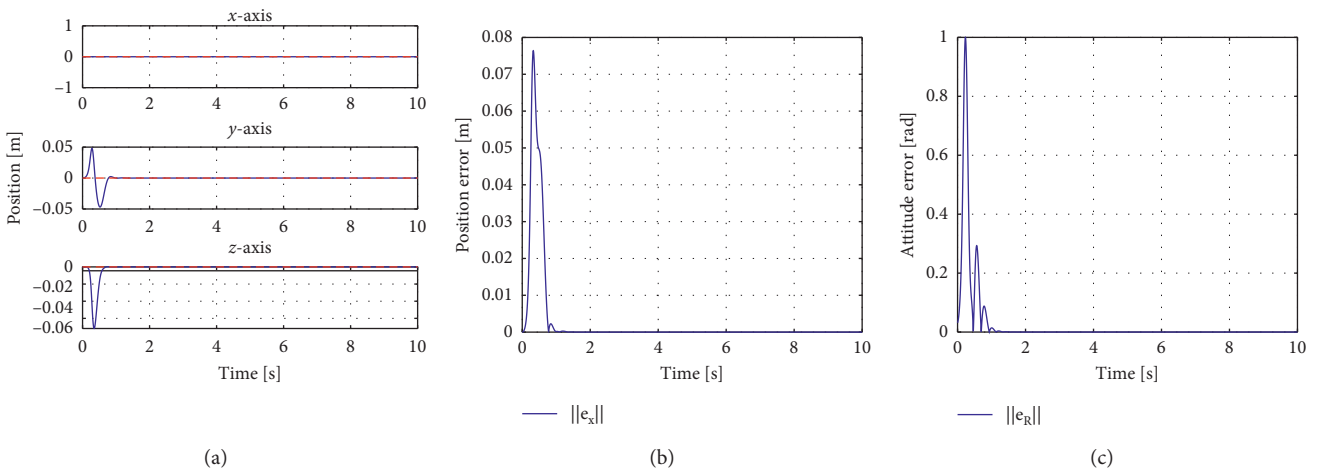 x-axis
1
0
–1
0 2 4 6 8 10
y-axis
0.05
0
–0.05
0 2 4 6 8 10
z-axis
0
–0.02
–0.04
–0.06
0 2 4 6 8 10
Position [m]
Time [s]
(a)
0.08
0.07
0.06
0.05
0.04
0.03
0.02
0.01
0
0 2 4 6 8 10
Position error [m]
Time [s]
||eₓ||
(b)
1
0.8
0.6
0.4
0.2
0
0 2 4 6 8 10
Attitude error [rad]
Time [s]
||e_R||
(c)